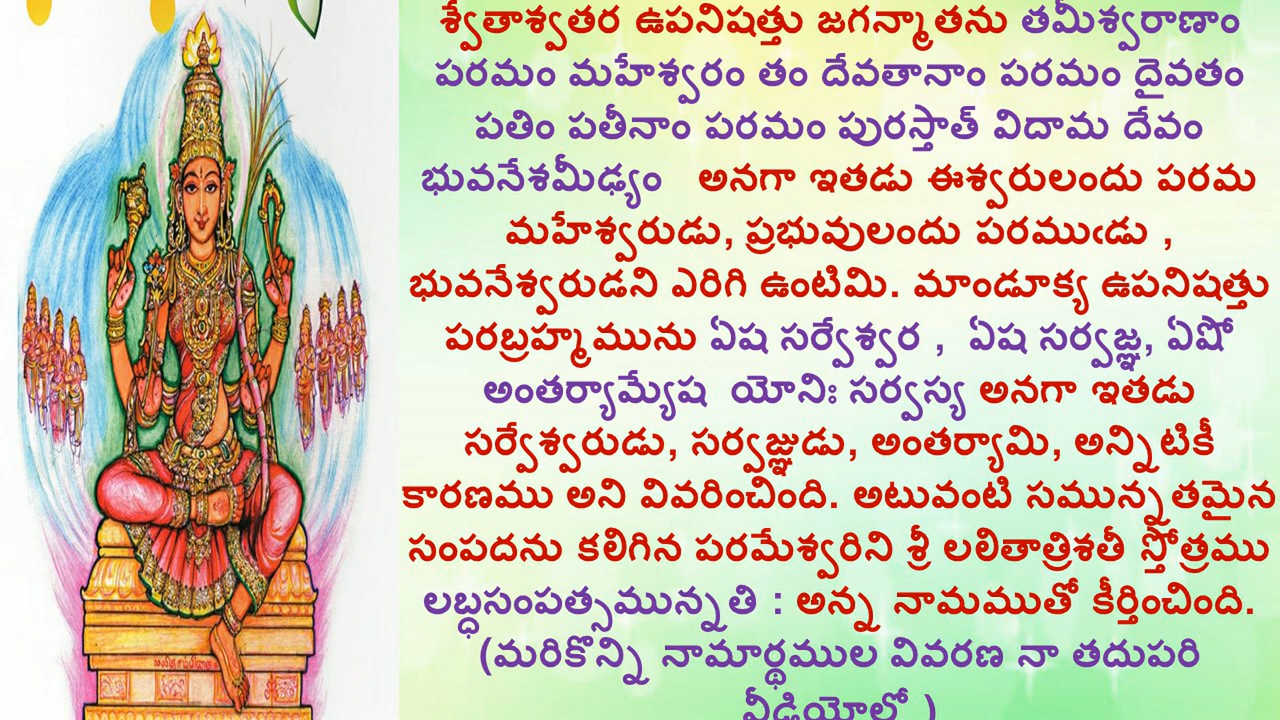 శ్వేతాశ్వతర ఉపనిషత్తు జగన్మాతను తమీశ్వరాణాం
పరమం మహేశ్వరం తం దేవతానాం పరమం దైవతం
పతిం పతీనాం పరమం పురస్తాత్ విదామ దేవం
భువనేశమీఢ్యం అనగా ఇతడు ఈశ్వరులందు పరమ
మహేశ్వరుడు, ప్రభువులందు పరముఁడు ,
భువనేశ్వరుడని ఎరిగి ఉంటిమి. మాండూక్య ఉపనిషత్తు
పరబ్రహ్మమును ఏష సర్వేశ్వర , ఏష సర్వజ్ఞ, ఏషో
అంతర్యామ్యేష యోనిః సర్వస్య అనగా ఇతడు
సర్వేశ్వరుడు, సర్వజ్ఞుడు, అంతర్యామి, అన్నిటికీ
కారణము అని వివరించింది. అటువంటి సమున్నతమైన
సంపదను కలిగిన పరమేశ్వరిని శ్రీ లలితాత్రిశతీ స్తోత్రము
లబ్ధసంపత్సమున్నతి : అన్న నామముతో కీర్తించింది.
(మరికొన్ని నామార్థముల వివరణ నా తదుపరి
వీడియోలో )